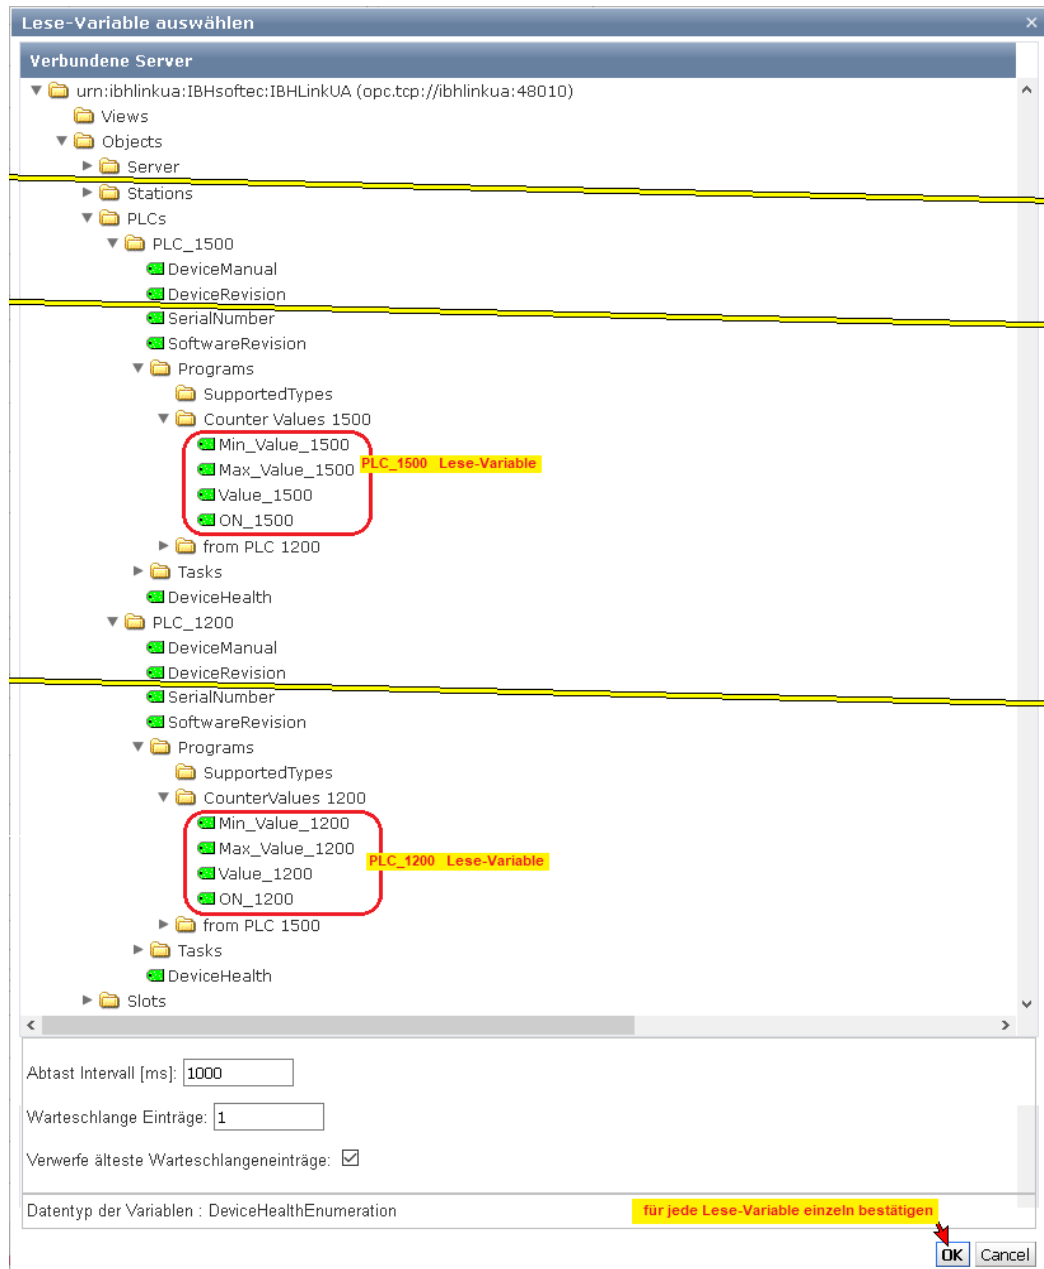 Lese-Variable auswählen
Verbundene Server
urn:ibhlinkua:IBHsoftec:IBHLinkUA (opc.tcp://ibhlinkua:48010)
Views
Objects
Server
Stations
PLCs
PLC_1500
DeviceManual
DeviceRevision
SerialNumber
SoftwareRevision
Programs
SupportedTypes
Counter Values 1500
Min_Value_1500
Max_Value_1500 PLC_1500 Lese-Variable
Value_1500
ON_1500
from PLC 1200
Tasks
DeviceHealth
PLC_1200
DeviceManual
DeviceRevision
SerialNumber
SoftwareRevision
Programs
SupportedTypes
CounterValues 1200
Min_Value_1200
Max_Value_1200 PLC_1200 Lese-Variable
Value_1200
ON_1200
from PLC 1500
Tasks
DeviceHealth
Slots
Abtast Intervall [ms]: 1000
Warteschlange Einträge: 1
Verwerfe älteste Warteschlangeneinträge:
Datentyp der Variablen : DeviceHealthEnumeration für jede Lese-Variable einzeln bestätigen
OK Cancel